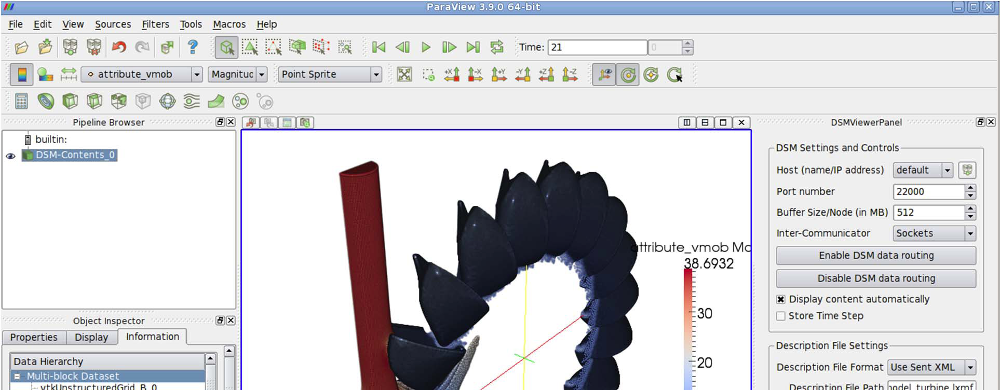 ParaView 3.9.0 64-bit
File Edit View Sources Filters Tools Macros Help
Time: 21 0
attribute_vmob Magnituc Point Sprite +X -X +Y -Y +Z -Z
Pipeline Browser
builtin:
DSM-Contents_0
Object Inspector
Properties Display Information
Data Hierarchy
Multi-block Dataset
vtkUnstructuredGrid_B_0
attribute_vmob Mc
38.6932
30
20
DSMViewerPanel
DSM Settings and Controls
Host (name/IP address) default
Port number 22000
Buffer Size/Node (in MB) 512
Inter-Communicator Sockets
Enable DSM data routing
Disable DSM data routing
Display content automatically
Store Time Step
Description File Settings
Description File Format Use Sent XML
Description File Path nodel_turbine.lxmf